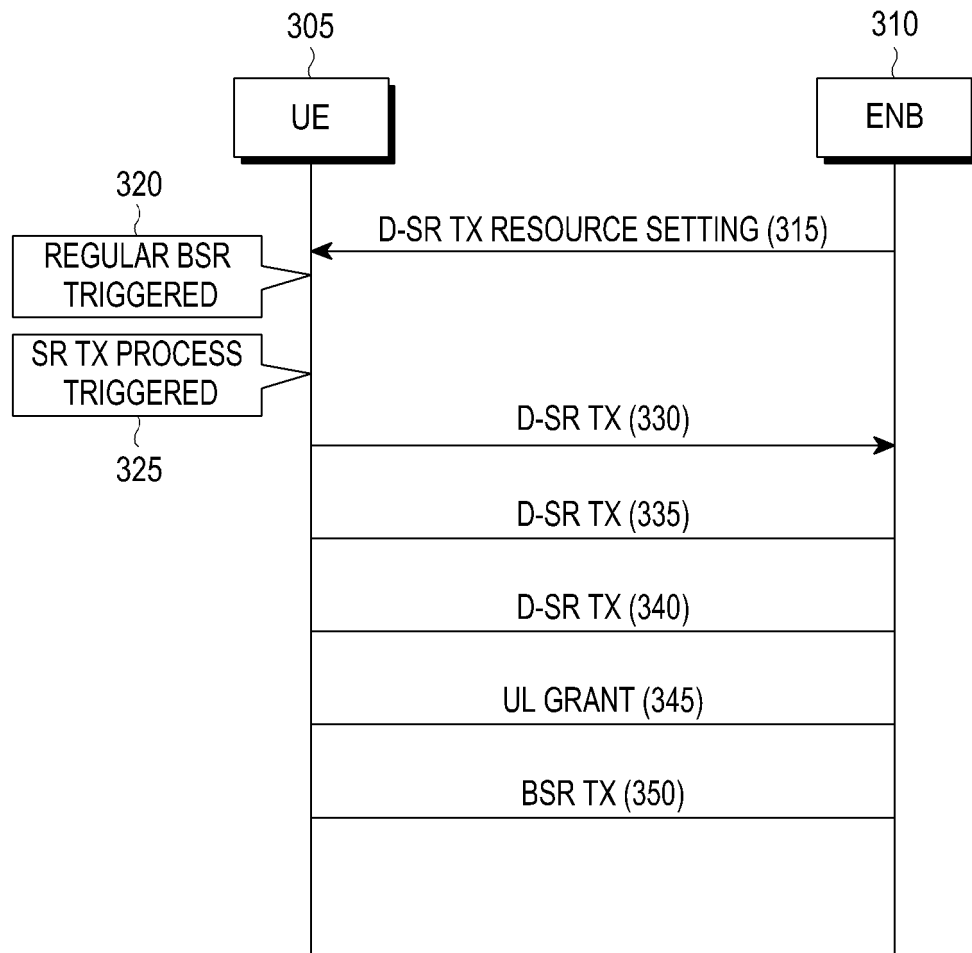 305
310
UE
ENB
D-SR TX RESOURCE SETTING (315)
320
REGULAR BSR
TRIGGERED
SR TX PROCESS
TRIGGERED
325
D-SR TX (330)
D-SR TX (335)
D-SR TX (340)
UL GRANT (345)
BSR TX (350)